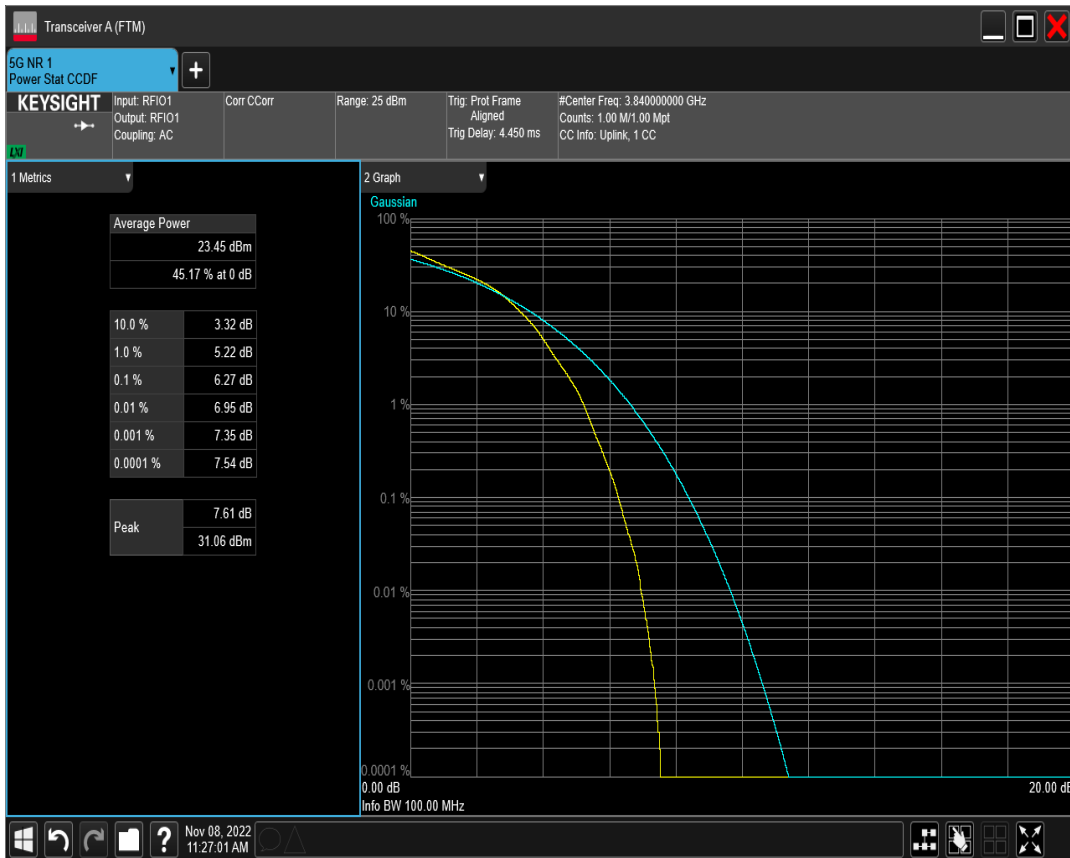 Transceiver A (FTM)
5G NR 1
Power Stat CCDF
+
KEYSIGHT
LXI
Input: RFIO1
Output: RFIO1
Coupling: AC
Corr CCorr
Range: 25 dBm
Trig: Prot Frame
Aligned
Trig Delay: 4.450 ms
#Center Freq: 3.840000000 GHz
Counts: 1.00 M/1.00 Mpt
CC Info: Uplink, 1 CC
1 Metrics
Average Power
23.45 dBm
45.17 % at 0 dB
10.0 % 3.32 dB
1.0 % 5.22 dB
0.1 % 6.27 dB
0.01 % 6.95 dB
0.001 % 7.35 dB
0.0001 % 7.54 dB
Peak 7.61 dB
31.06 dBm
2 Graph
Gaussian
100 %
10 %
1 %
0.1 %
0.01 %
0.001 %
0.0001 %
0.00 dB 20.00 dB
Info BW 100.00 MHz
?
Nov 08, 2022
11:27:01 AM